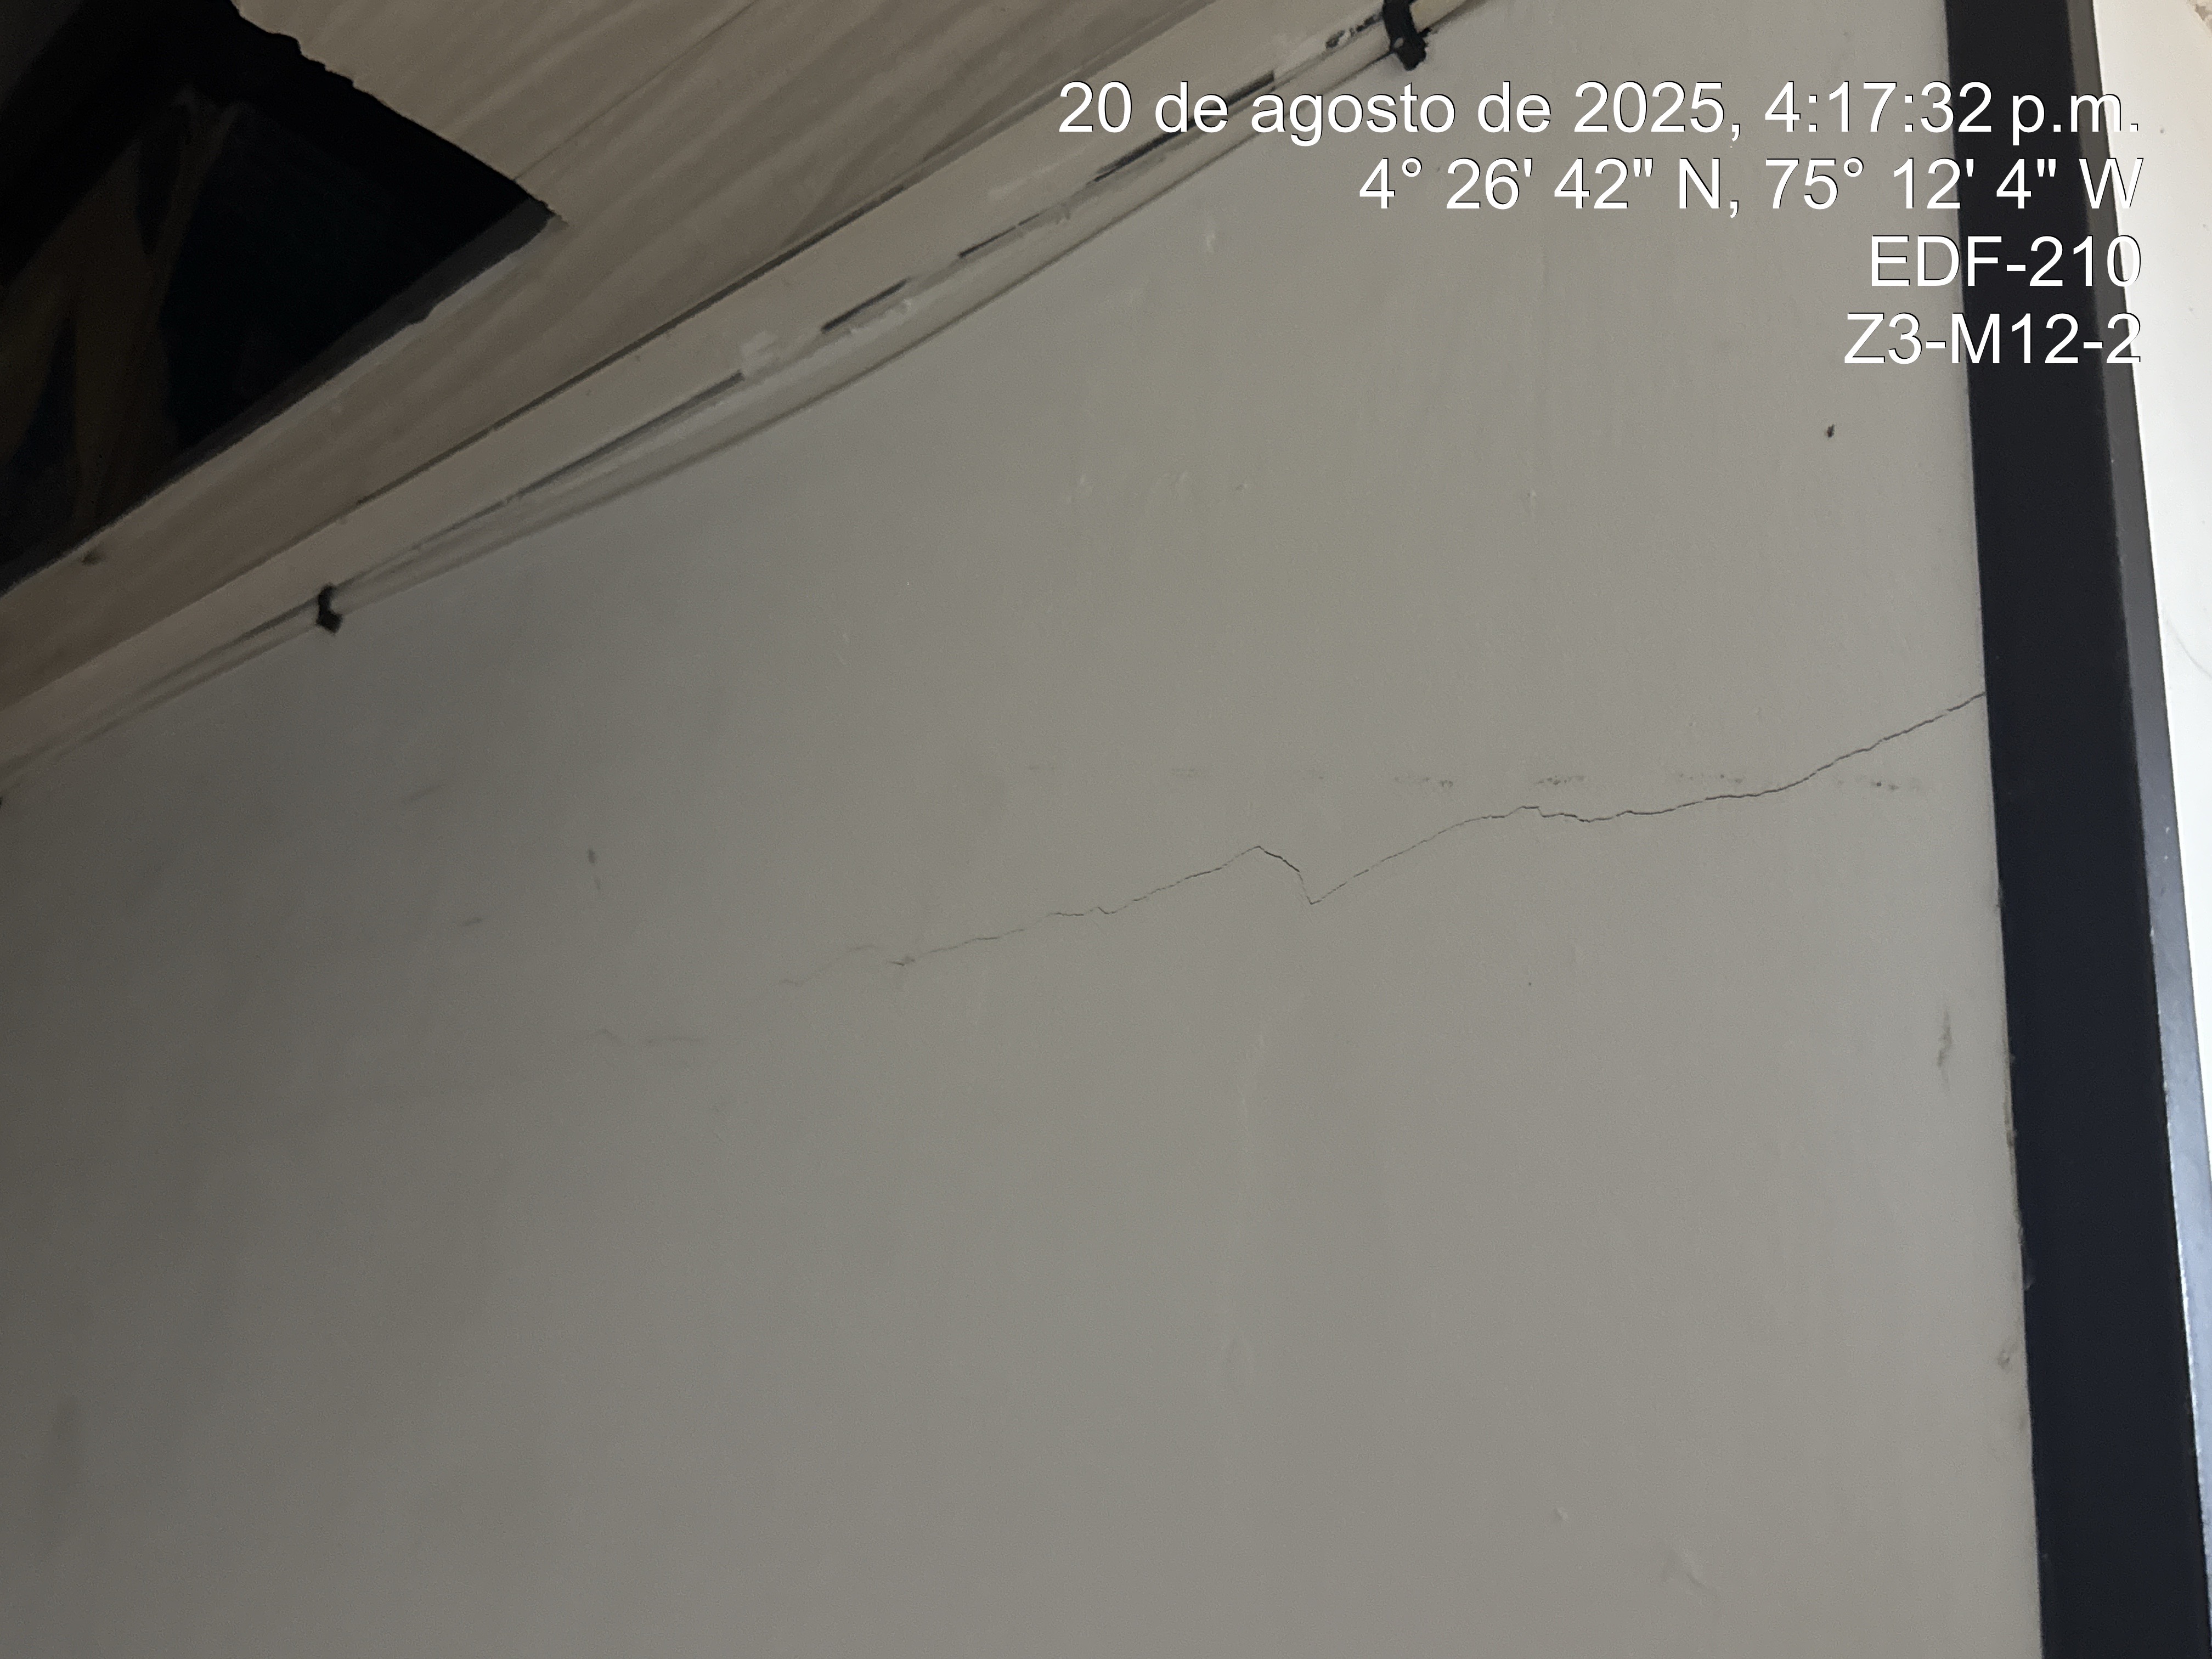 20 de agosto de 2025, 4:17:32 p.m.
4° 26' 42" N, 75° 12' 4" W
EDF-210
Z3-M12-2